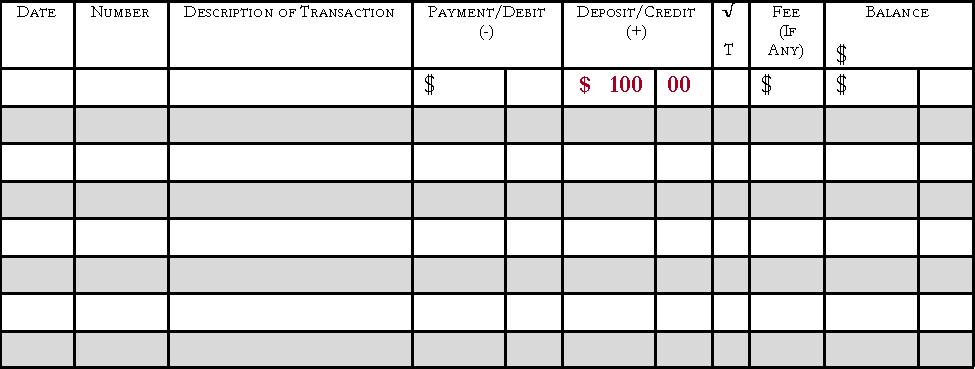 DATE NUMBER DESCRIPTION OF TRANSACTION PAYMENT/DEBIT DEPOSIT/CREDIT √ FEE BALANCE
(-) (+) (IF
T ANY) $
$ $ 100 00 $ $